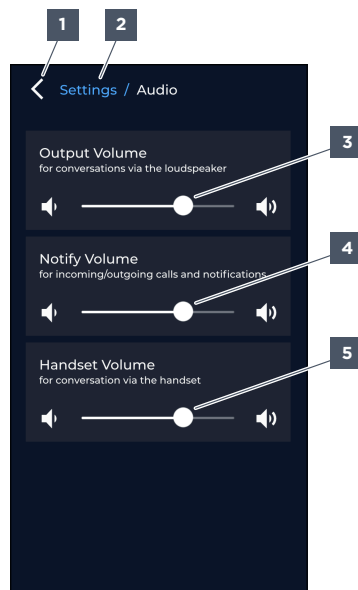 1 2
Settings / Audio
3
Output Volume
for conversations via the loudspeaker
4
Notify Volume
for incoming/outgoing calls and notifications
5
Handset Volume
for conversation via the handset